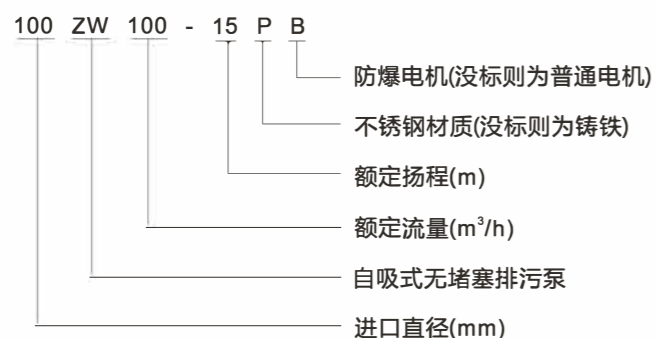 100 ZW 100 - 15 P B
防爆电机(没标则为普通电机)
不锈钢材质(没标则为铸铁)
额定扬程(m)
额定流量(m³/h)
自吸式无堵塞排污泵
进口直径(mm)